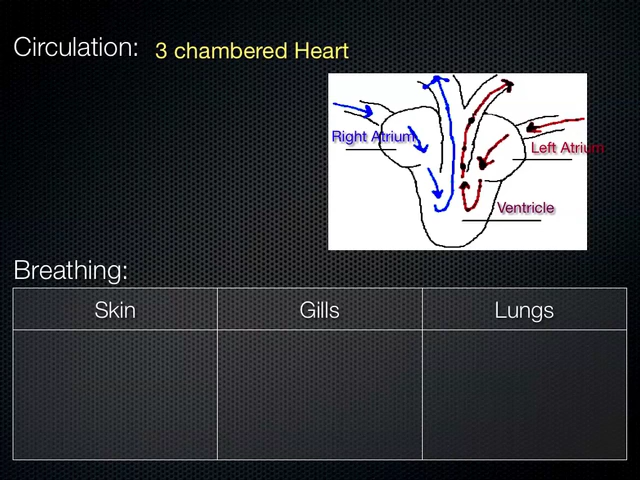 Circulation: 3 chambered Heart
Right Atrium
Left Atrium
Ventricle
Breathing:
Skin Gills Lungs